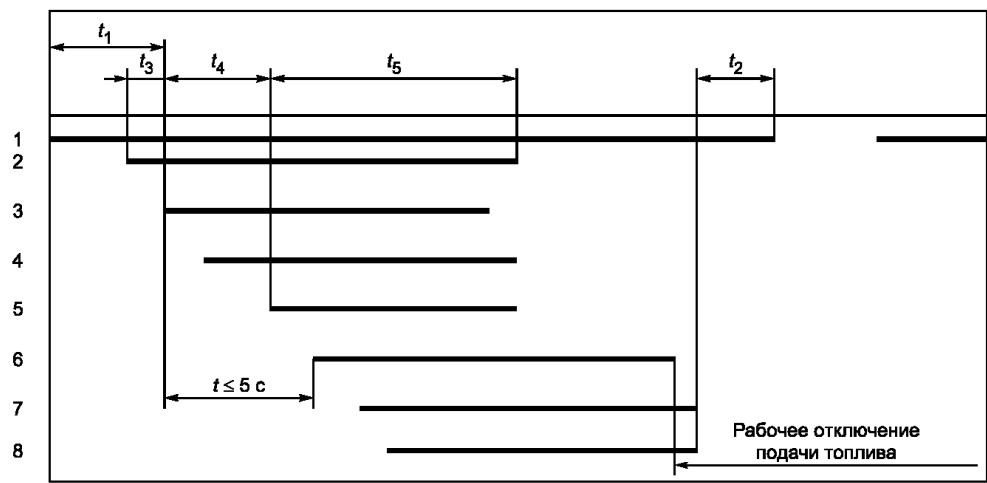 t₁
t₃ t₄ t₅ t₂
1
2
3
4
5
6
t ≤ 5 с
7
8
Рабочее отключение
подачи топлива